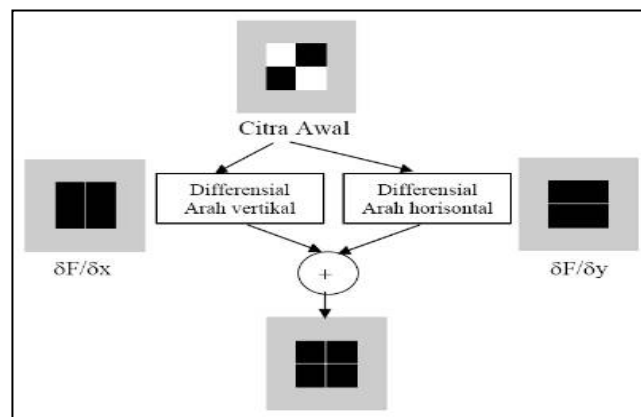 Citra Awal
Differensial
Arah vertikal
Differensial
Arah horisontal
δF/δx
δF/δy
+